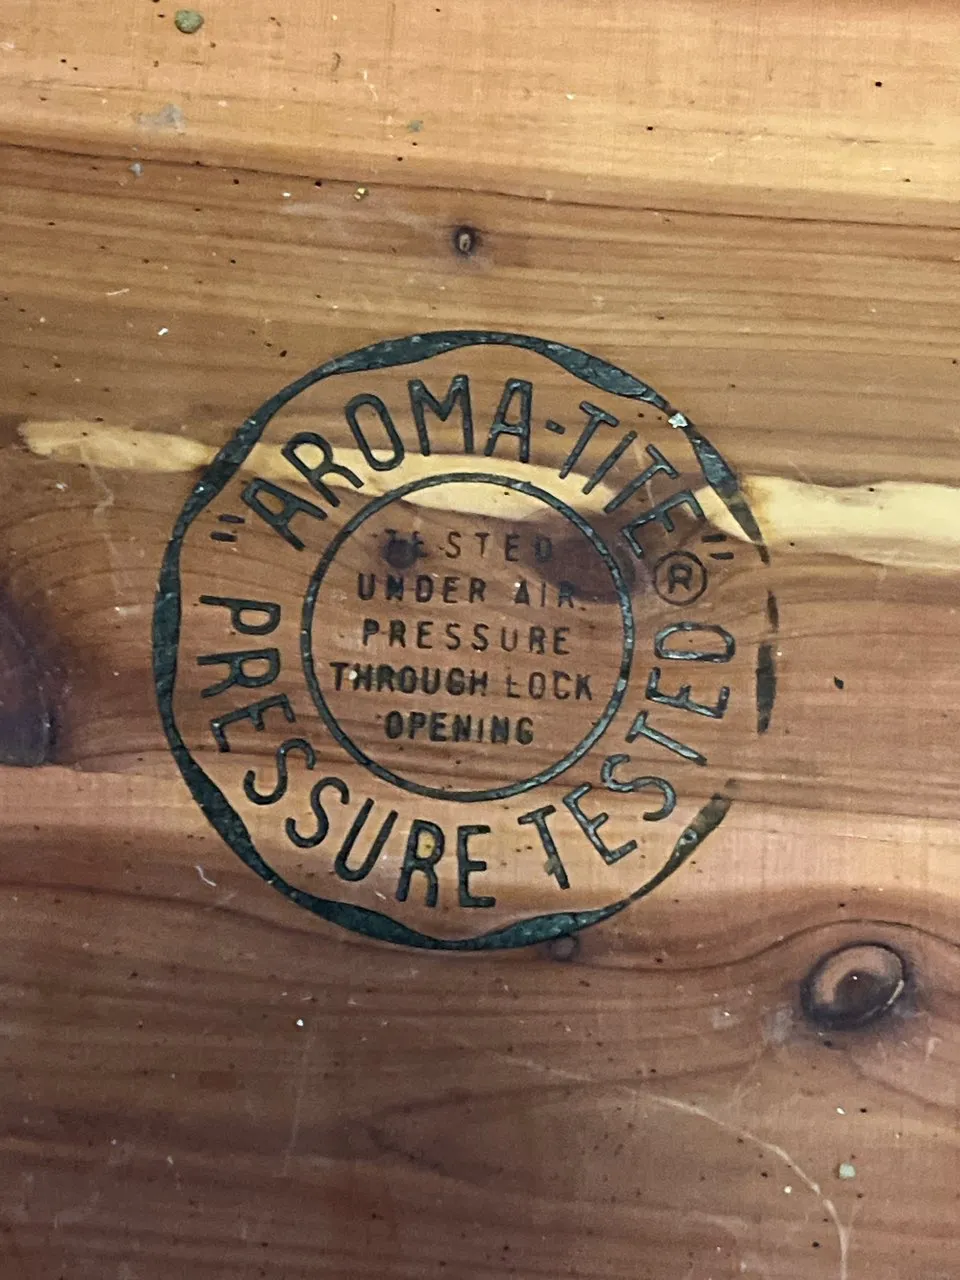 "AROMA-TITE"®
TESTED
UNDER AIR
PRESSURE
THROUGH LOCK
OPENING
PRESSURE TESTED